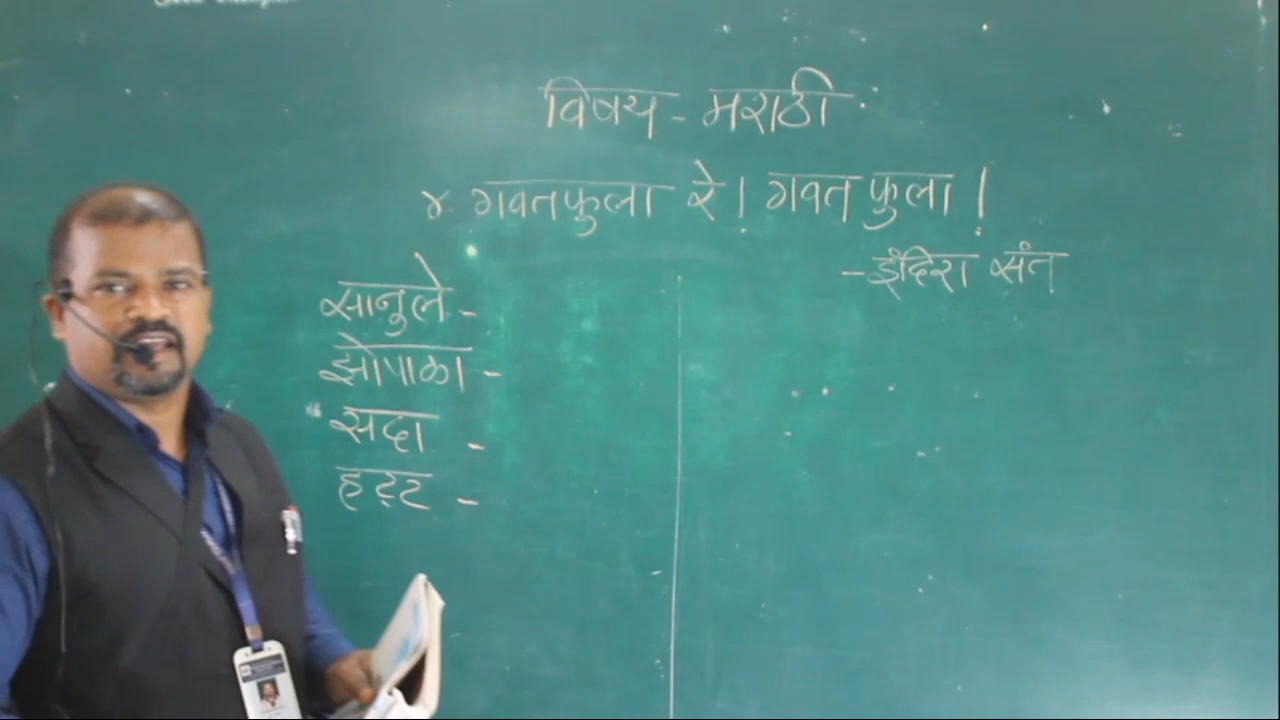 विषय - मराठी
४. गवतफुला रे! गवतफुला!
- इंदिरा संत
सानुले -
झोपाळा -
सदा -
हट्ट -